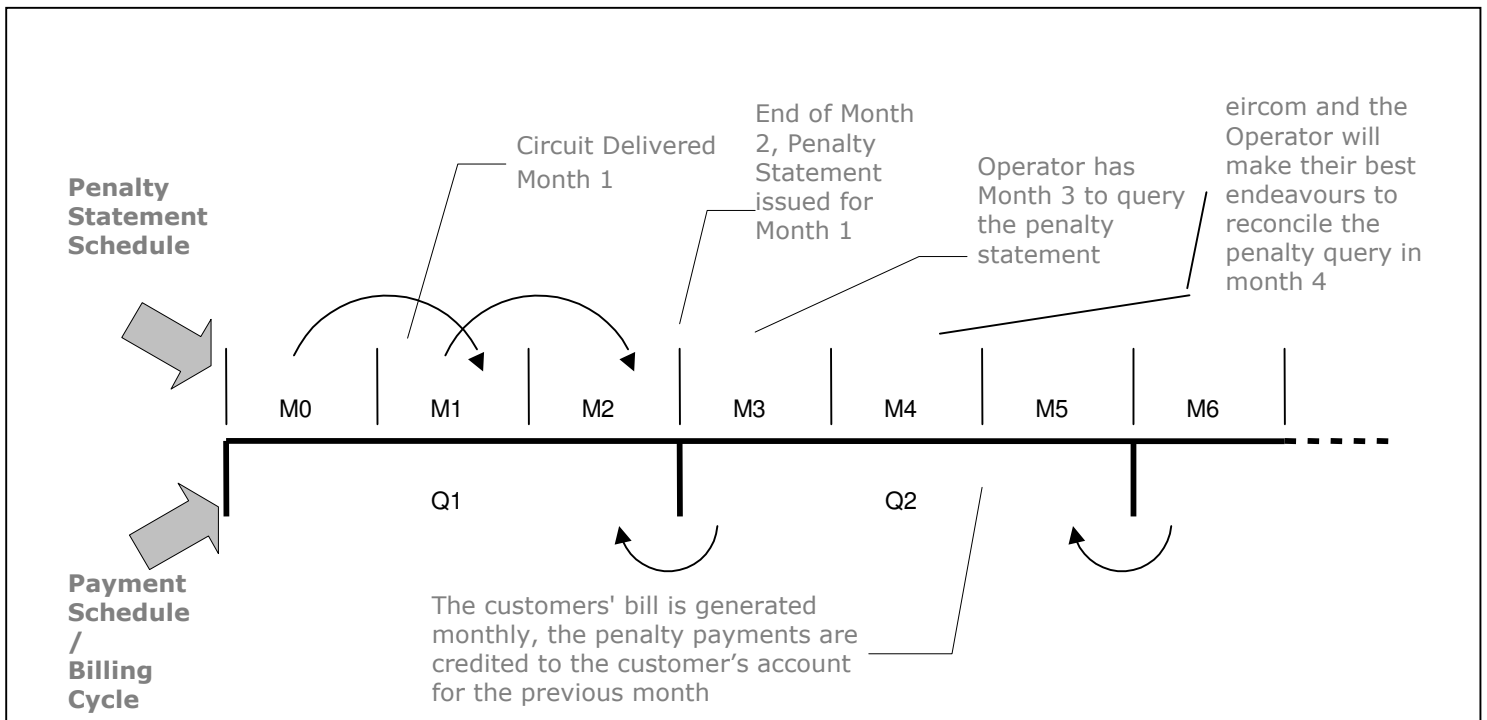 Penalty
Statement
Schedule
Circuit Delivered
Month 1
End of Month
2, Penalty
Statement
issued for
Month 1
Operator has
Month 3 to query
the penalty
statement
eircom and the
Operator will
make their best
endeavours to
reconcile the
penalty query in
month 4
M0 M1 M2 M3 M4 M5 M6
Q1 Q2
Payment
Schedule
/
Billing
Cycle
The customers' bill is generated
monthly, the penalty payments are
credited to the customer’s account
for the previous month